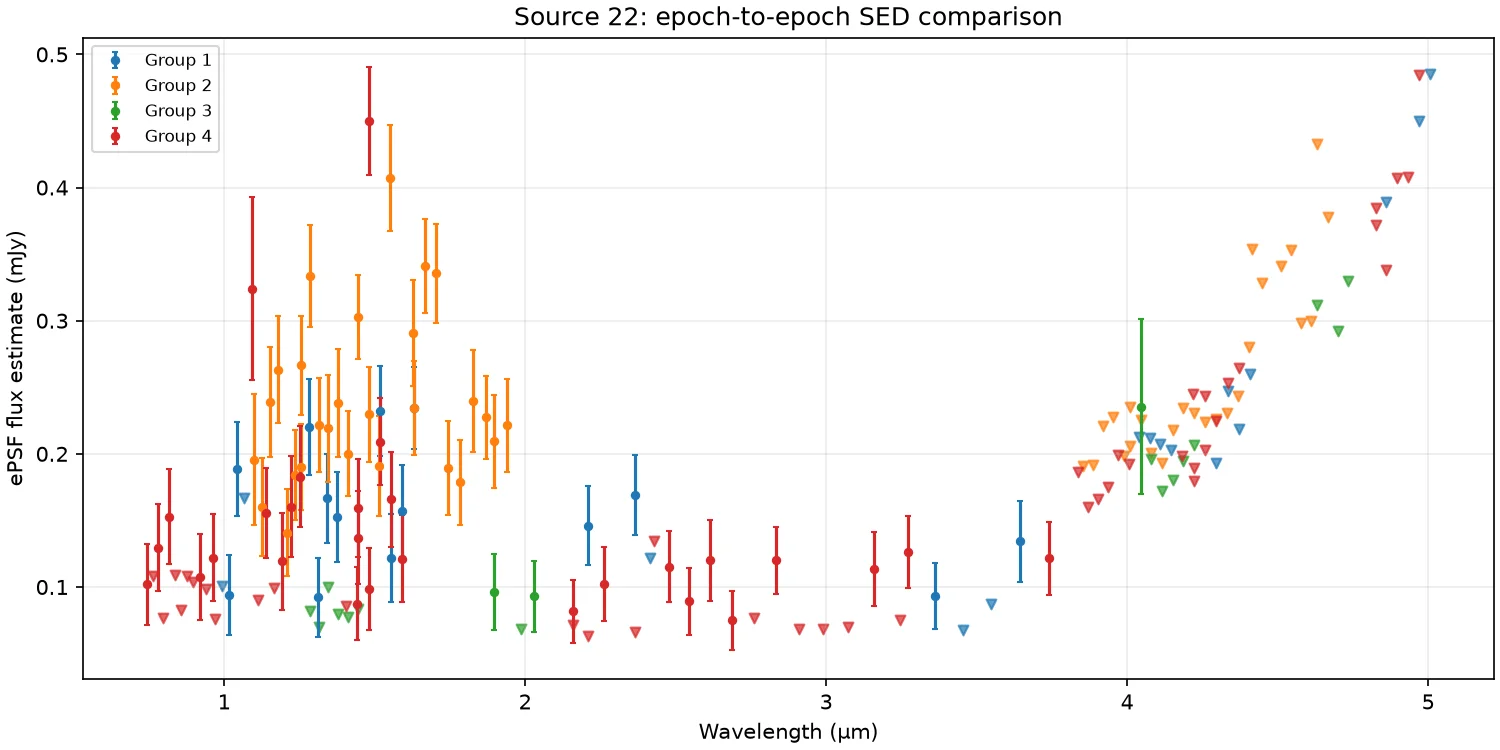 Source 22: epoch-to-epoch SED comparison
0.5
0.4
0.3
0.2
0.1
ePSF flux estimate (mJy)
Group 1
Group 2
Group 3
Group 4
1
2
3
4
5
Wavelength (μm)